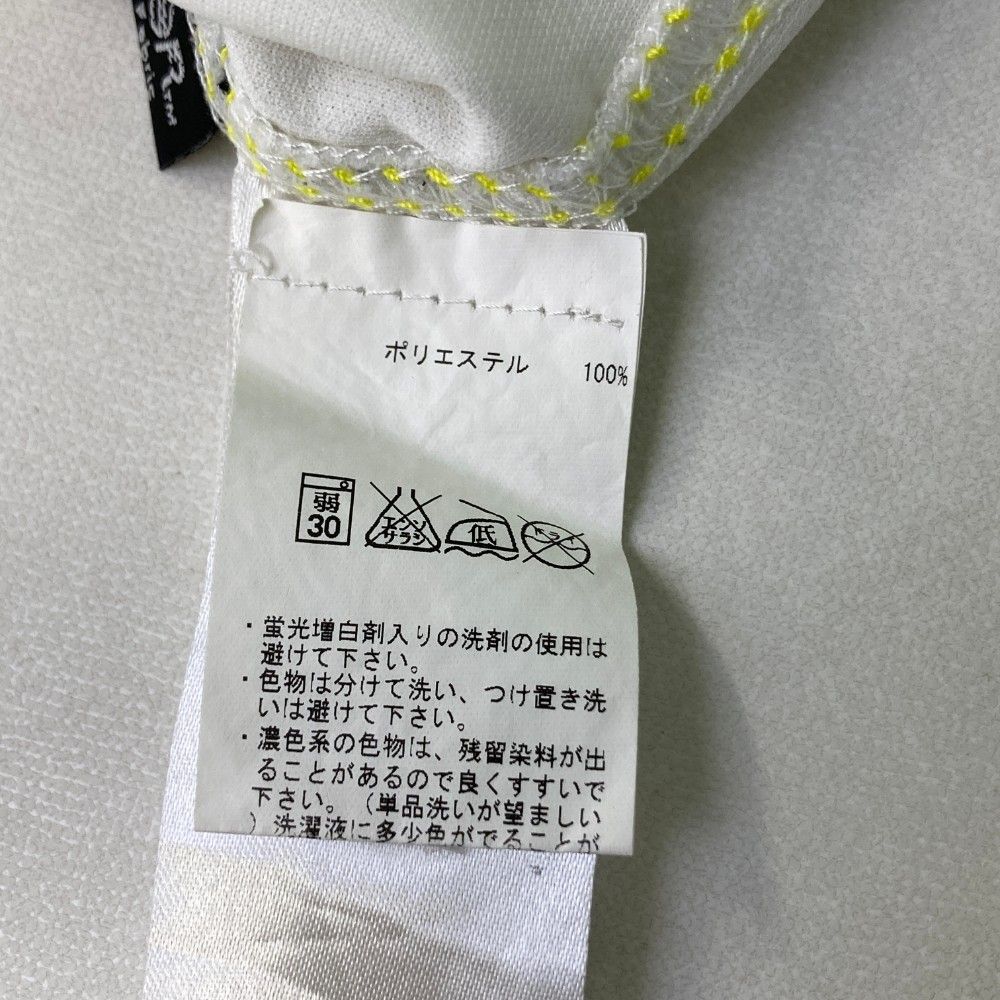 ポリエステル 100%
弱
30
エンソ
サラシ
低
・蛍光増白剤入りの洗剤の使用は
避けて下さい。
・色物は分けて洗い、つけ置き洗
いは避けて下さい。
・濃色系の色物は、残留染料が出
ることがあるので良くすすいで
下さい。（単品洗いが望ましい
）洗濯液に多少色がでることが